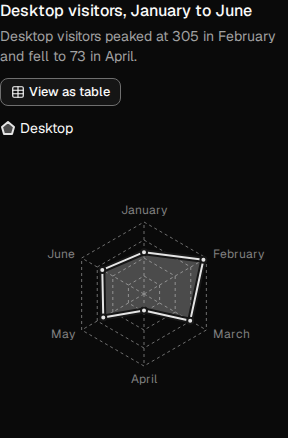 Desktop visitors, January to June
Desktop visitors peaked at 305 in February
and fell to 73 in April.
View as table
Desktop
January
June
February
May
March
April